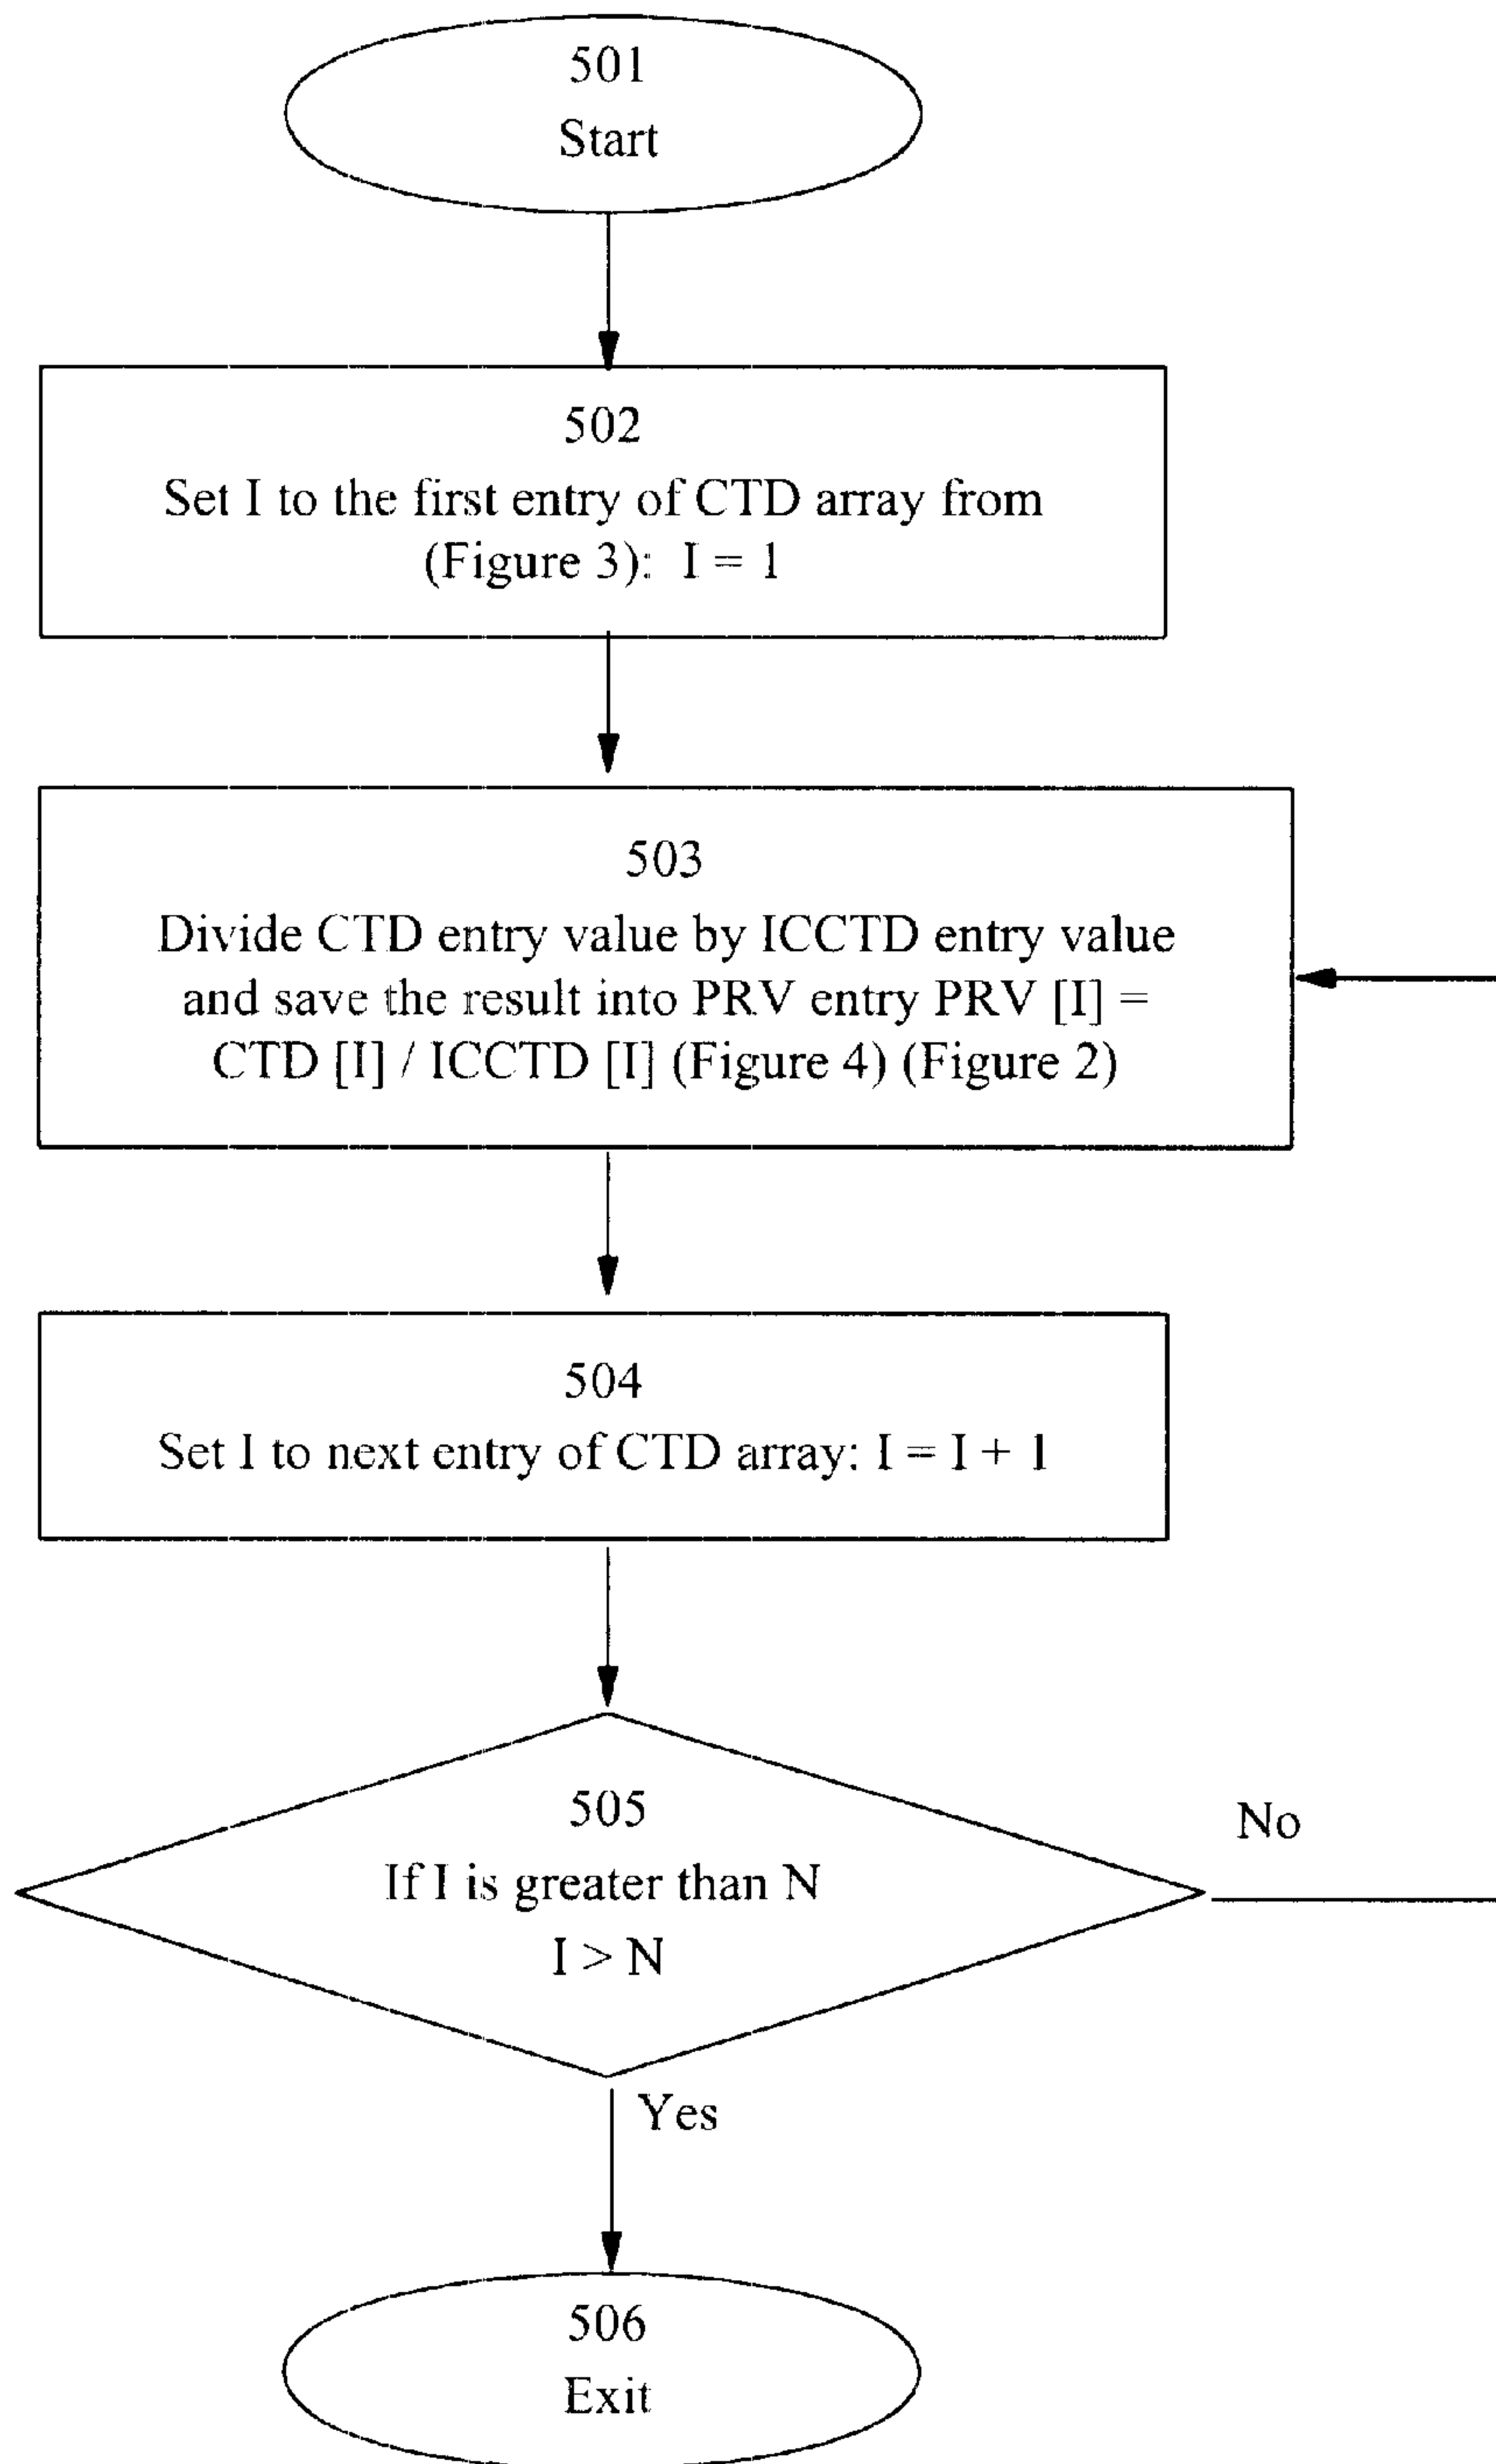 501
Start
502
Set I to the first entry of CTD array from
(Figure 3): I = 1
503
Divide CTD entry value by ICCTD entry value
and save the result into PRV entry PRV [I] =
CTD [I] / ICCTD [I] (Figure 4) (Figure 2)
504
Set I to next entry of CTD array: I = I + 1
505
If I is greater than N
I > N
No
Yes
506
Exit